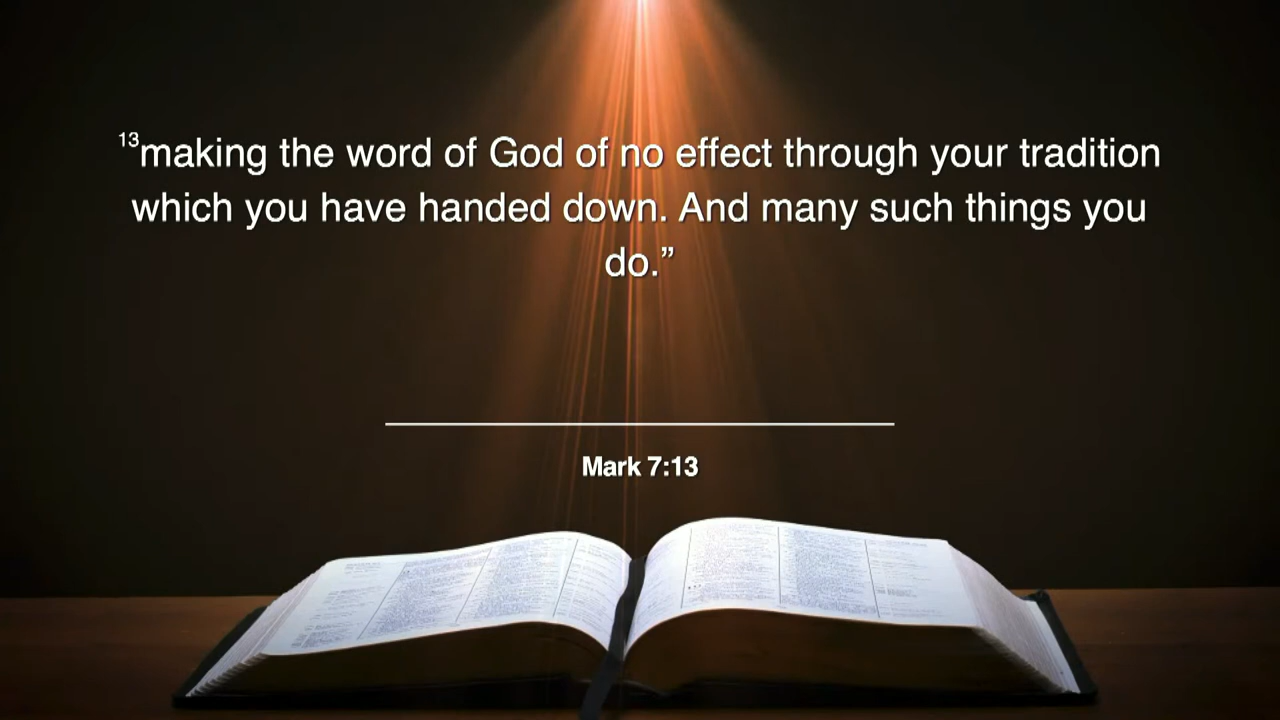 13making the word of God of no effect through your tradition
which you have handed down. And many such things you
do.”
Mark 7:13